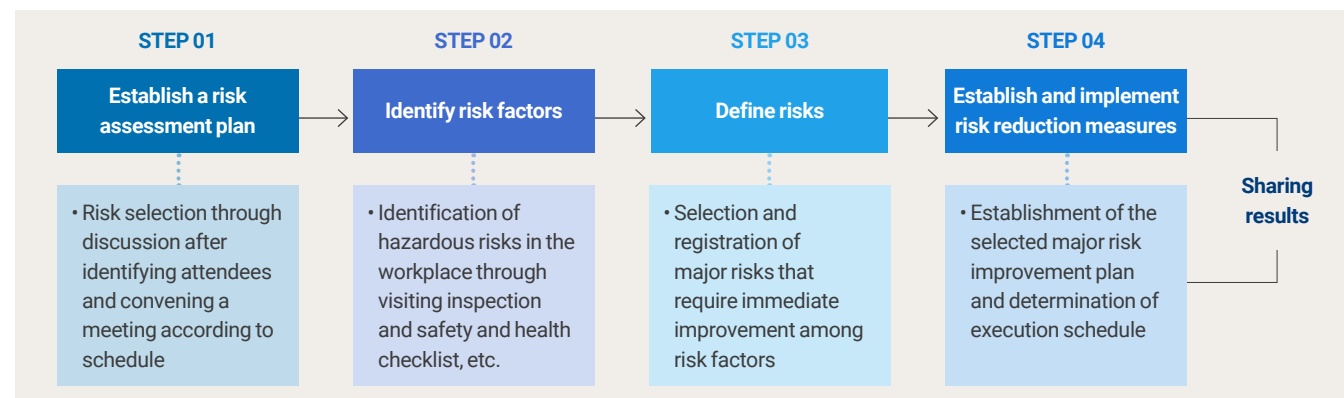 STEP 01
Establish a risk
assessment plan
• Risk selection through
discussion after
identifying attendees
and convening a
meeting according to
schedule
STEP 02
Identify risk factors
• Identification of
hazardous risks in the
workplace through
visiting inspection
and safety and health
checklist, etc.
STEP 03
Define risks
• Selection and
registration of
major risks that
require immediate
improvement among
risk factors
STEP 04
Establish and implement
risk reduction measures
• Establishment of the
selected major risk
improvement plan
and determination of
execution schedule
Sharing
results